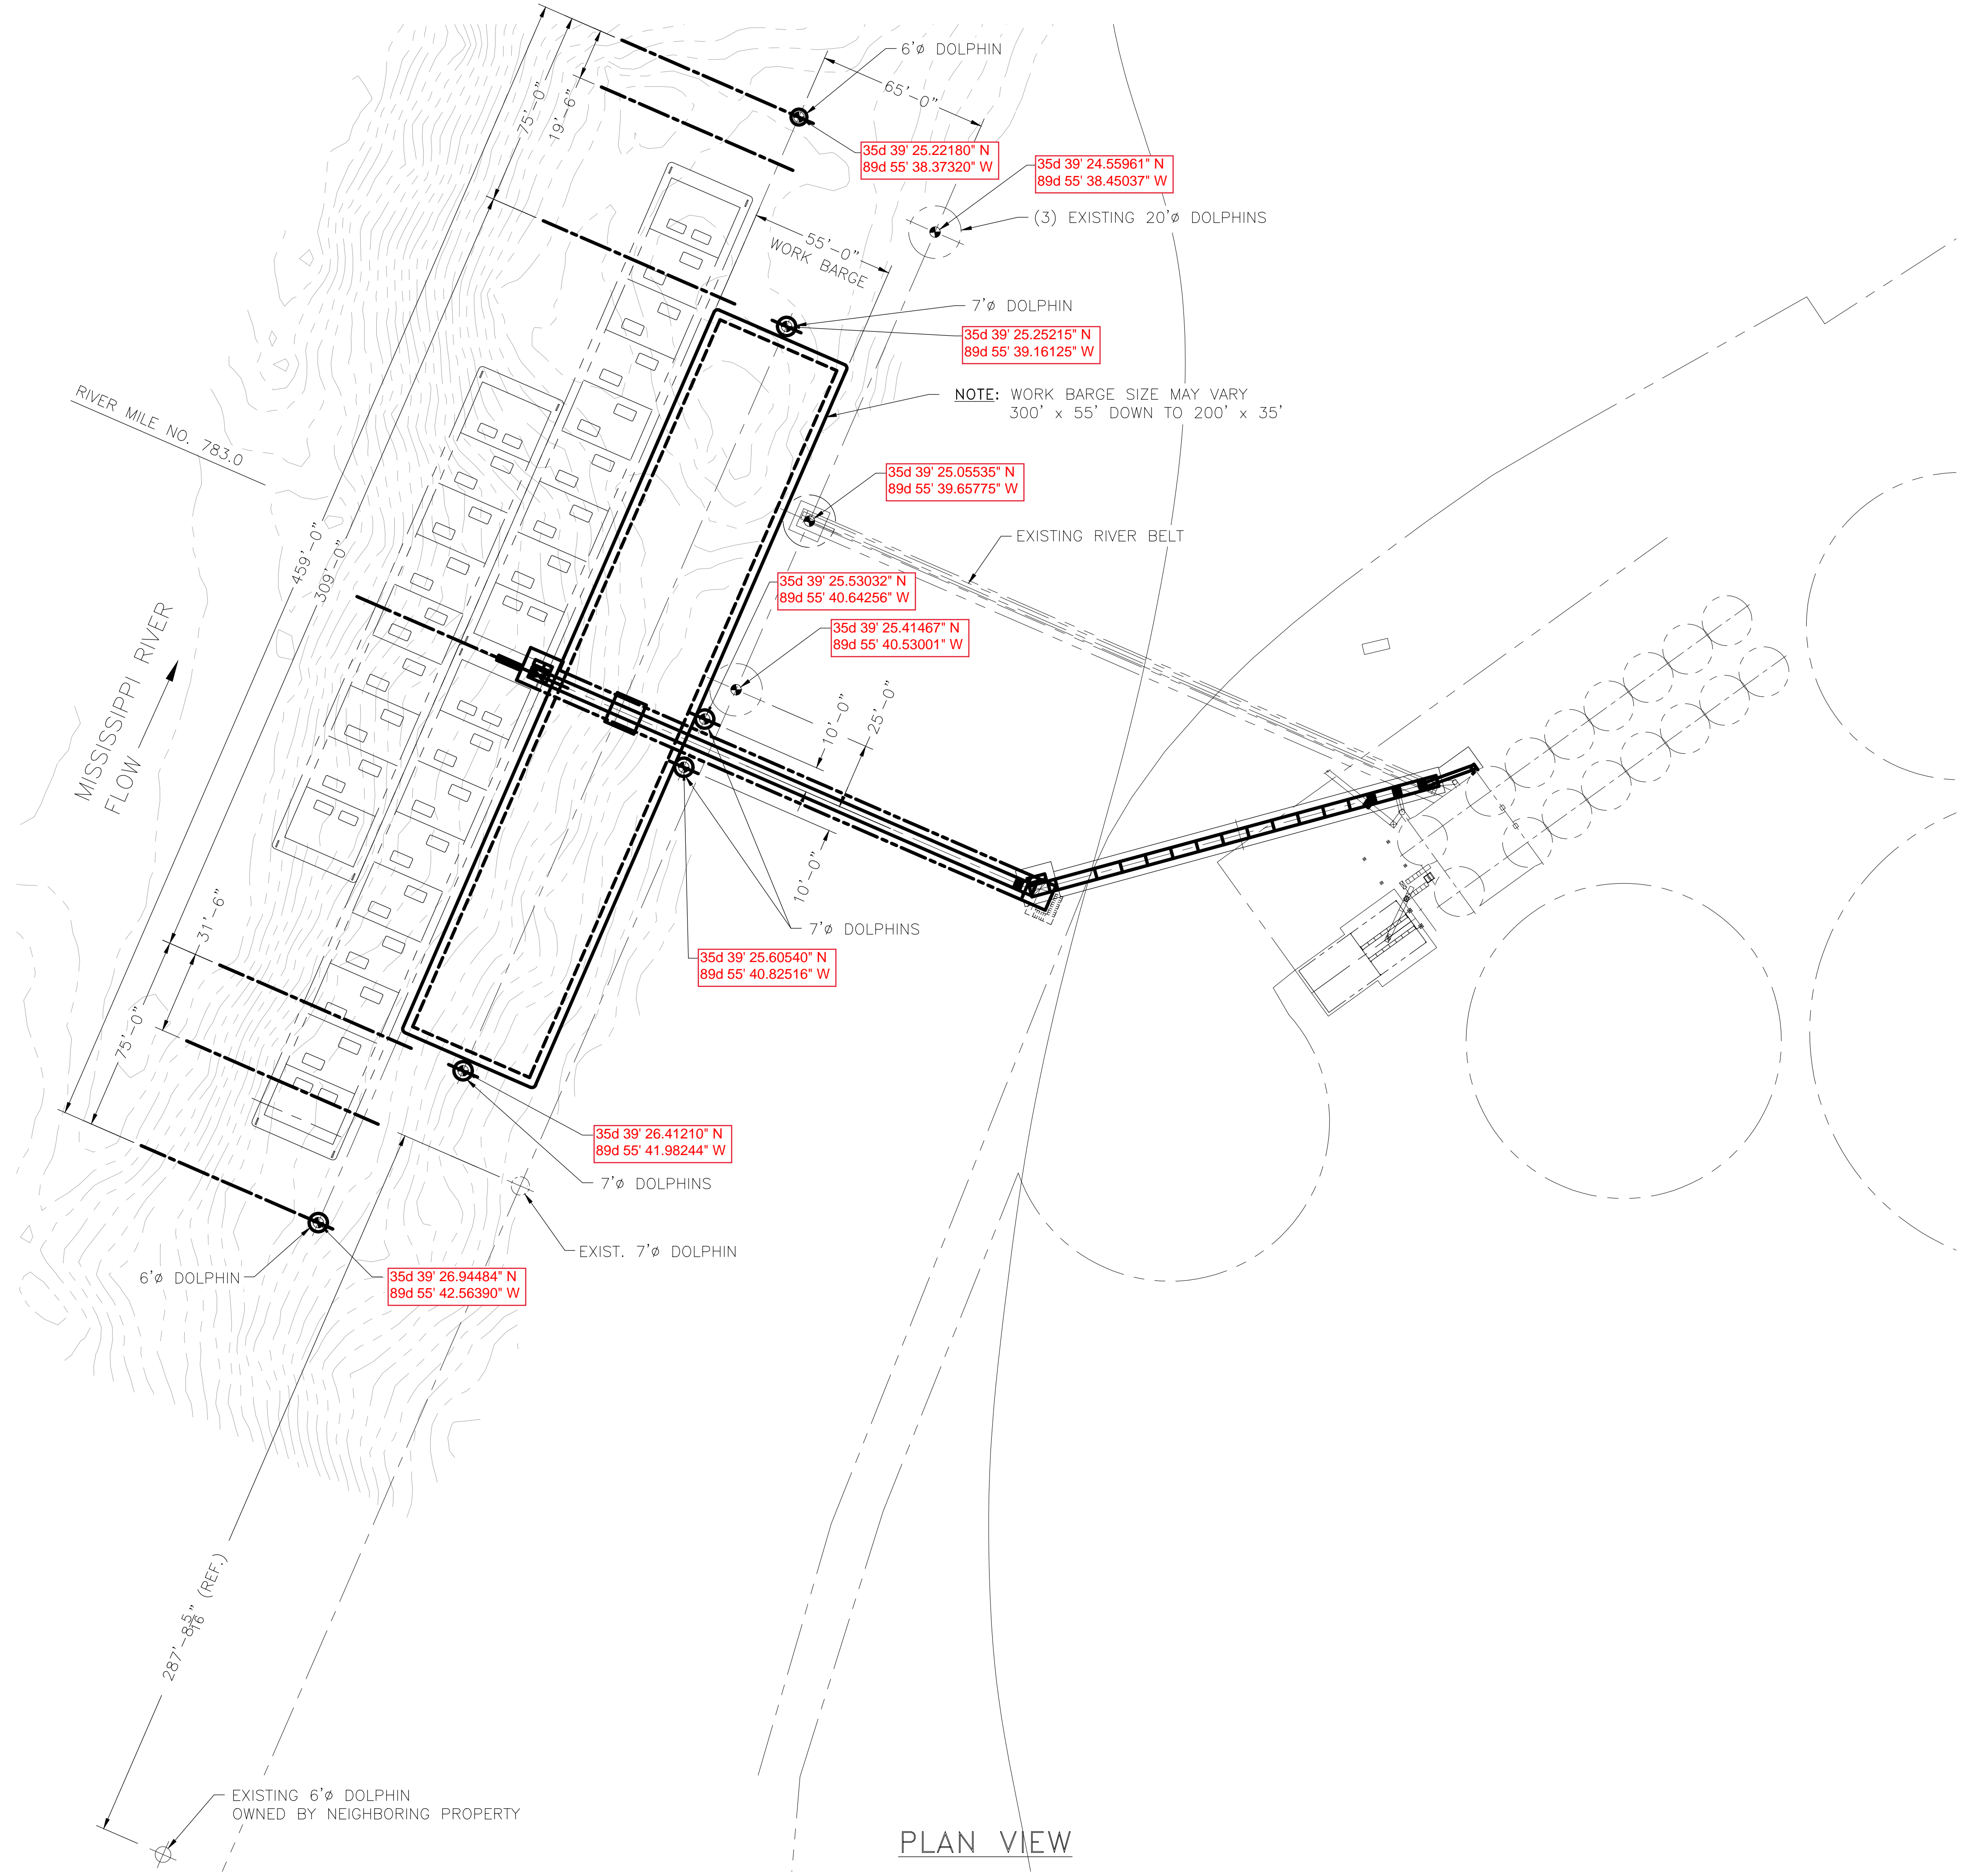 6'ø DOLPHIN
65'-0"
75'-0"
19'-6"
35d 39' 25.22180" N
89d 55' 38.37320" W
35d 39' 24.55961" N
89d 55' 38.45037" W
(3) EXISTING 20'ø DOLPHINS
55'-0"
WORK BARGE
7'ø DOLPHIN
35d 39' 25.25215" N
89d 55' 39.16125" W
NOTE: WORK BARGE SIZE MAY VARY
300' x 55' DOWN TO 200' x 35'
RIVER MILE NO. 783.0
35d 39' 25.05535" N
89d 55' 39.65775" W
EXISTING RIVER BELT
459'-0"
309'-0"
35d 39' 25.53032" N
89d 55' 40.64256" W
35d 39' 25.41467" N
89d 55' 40.53001" W
MISSISSIPPI RIVER
FLOW
10'-0"
25'-0"
10'-0"
7'ø DOLPHINS
31'-6"
75'-0"
35d 39' 25.60540" N
89d 55' 40.82516" W
35d 39' 26.41210" N
89d 55' 41.98244" W
7'ø DOLPHINS
EXIST. 7'ø DOLPHIN
6'ø DOLPHIN
35d 39' 26.94484" N
89d 55' 42.56390" W
287'-8 5/16" (REF.)
EXISTING 6'ø DOLPHIN
OWNED BY NEIGHBORING PROPERTY
PLAN VIEW